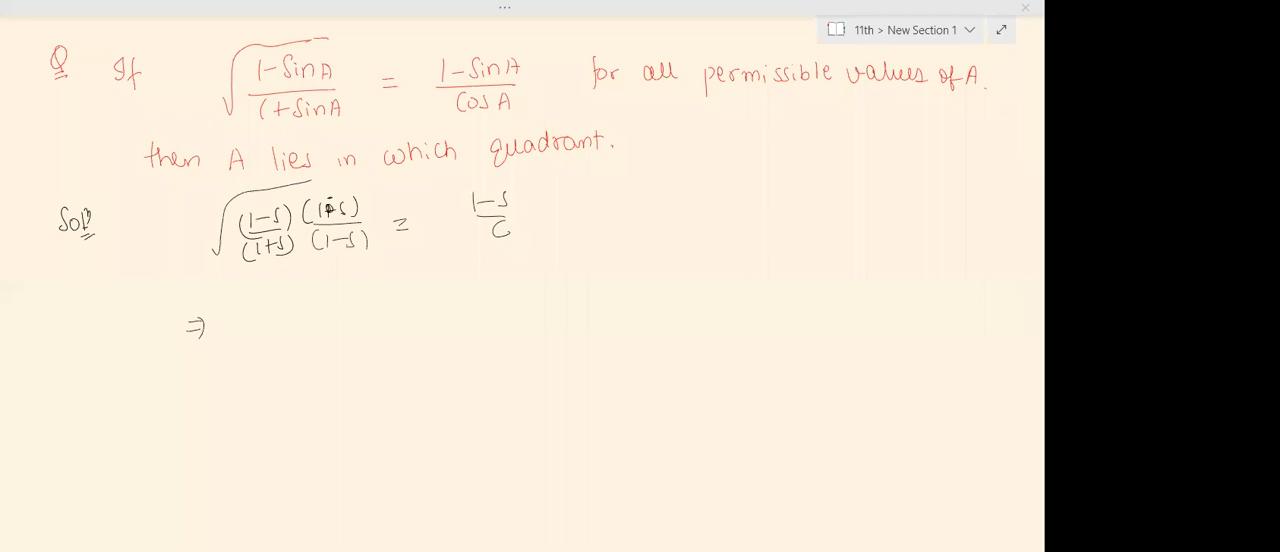 11th > New Section 1
Q If √((1-SinA)/(1+SinA)) = (1-SinA)/(CosA) for all permissible values of A.
then A lies in which quadrant.
Sol √((1-S)(1-S)/(1+S)(1-S)) = (1-S)/C
⇒